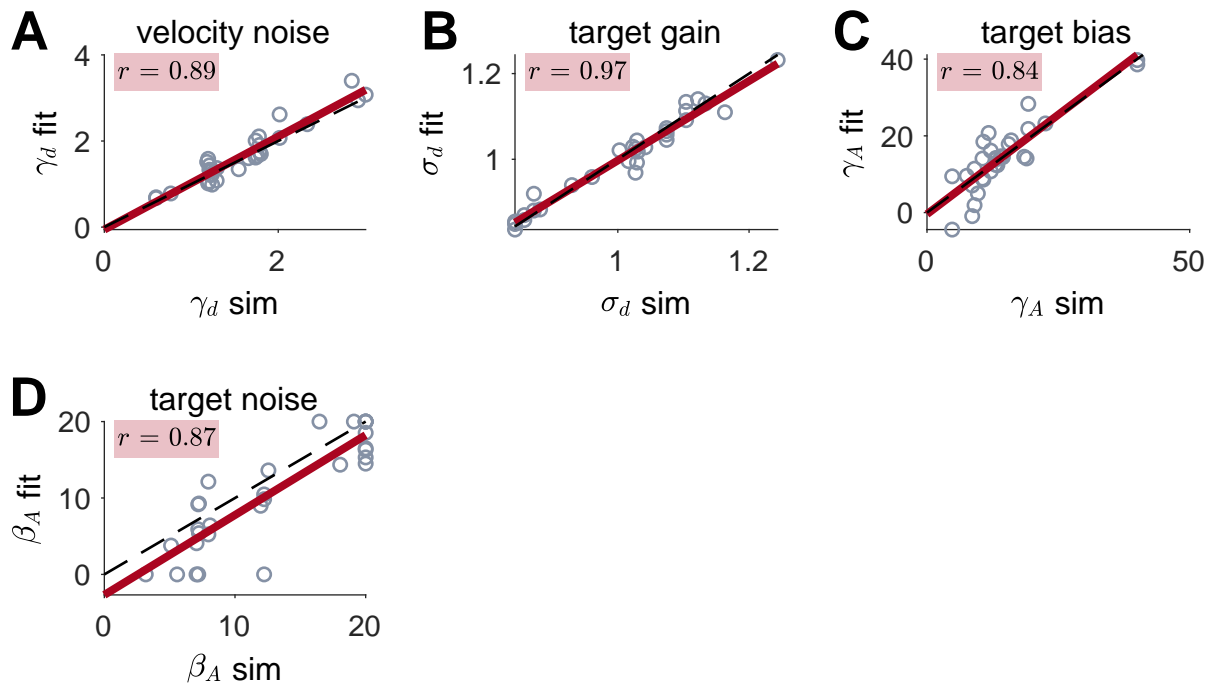 A velocity noise
r = 0.89
4
2
0
γd fit
0 2
γd sim
B target gain
r = 0.97
1.2
1
σd fit
1 1.2
σd sim
C target bias
r = 0.84
40
20
0
γA fit
0 50
γA sim
D target noise
r = 0.87
20
10
0
βA fit
0 10 20
βA sim